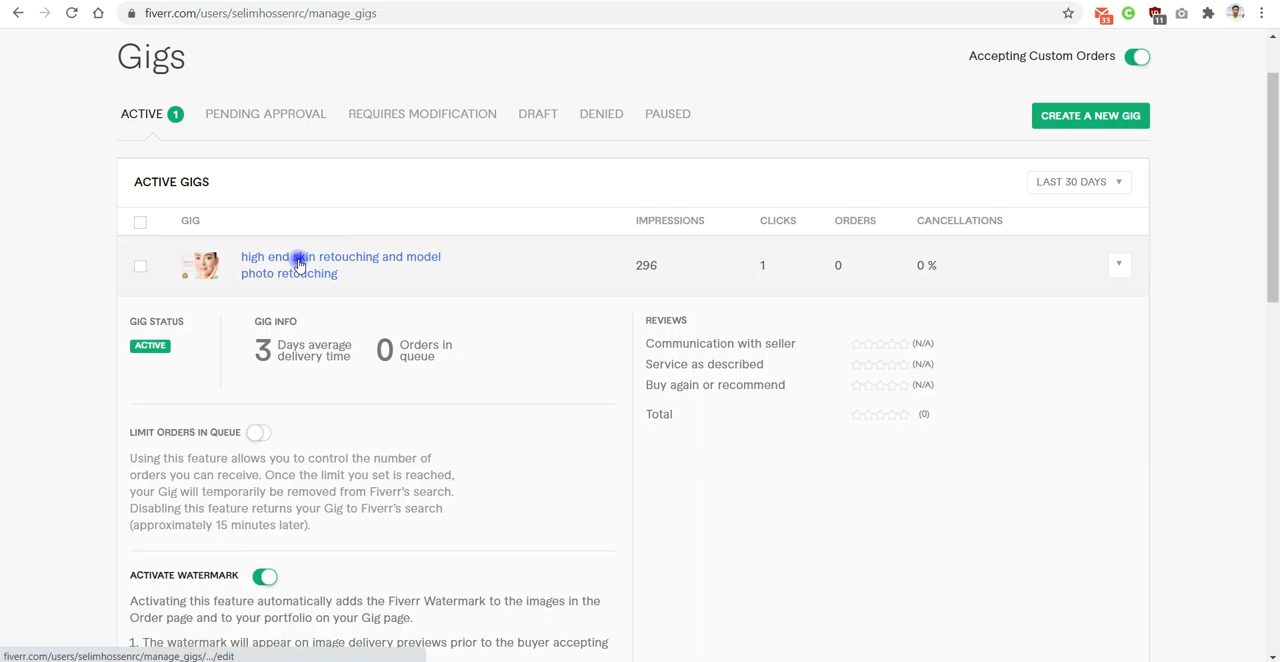 fiverr.com/users/selimhossenrc/manage_gigs
33
11
Gigs
Accepting Custom Orders
ACTIVE 1
PENDING APPROVAL
REQUIRES MODIFICATION
DRAFT
DENIED
PAUSED
CREATE A NEW GIG
ACTIVE GIGS
LAST 30 DAYS
GIG
IMPRESSIONS
CLICKS
ORDERS
CANCELLATIONS
high end skin retouching and model
photo retouching
296
1
0
0 %
GIG STATUS
ACTIVE
GIG INFO
3 Days average
delivery time
0 Orders in
queue
REVIEWS
Communication with seller (N/A)
Service as described (N/A)
Buy again or recommend (N/A)
Total (0)
LIMIT ORDERS IN QUEUE
Using this feature allows you to control the number of
orders you can receive. Once the limit you set is reached,
your Gig will temporarily be removed from Fiverr's search.
Disabling this feature returns your Gig to Fiverr's search
(approximately 15 minutes later).
ACTIVATE WATERMARK
Activating this feature automatically adds the Fiverr Watermark to the images in the
Order page and to your portfolio on your Gig page.
1. The watermark will appear on image delivery previews prior to the buyer accepting
fiverr.com/users/selimhossenrc/manage_gigs/.../edit